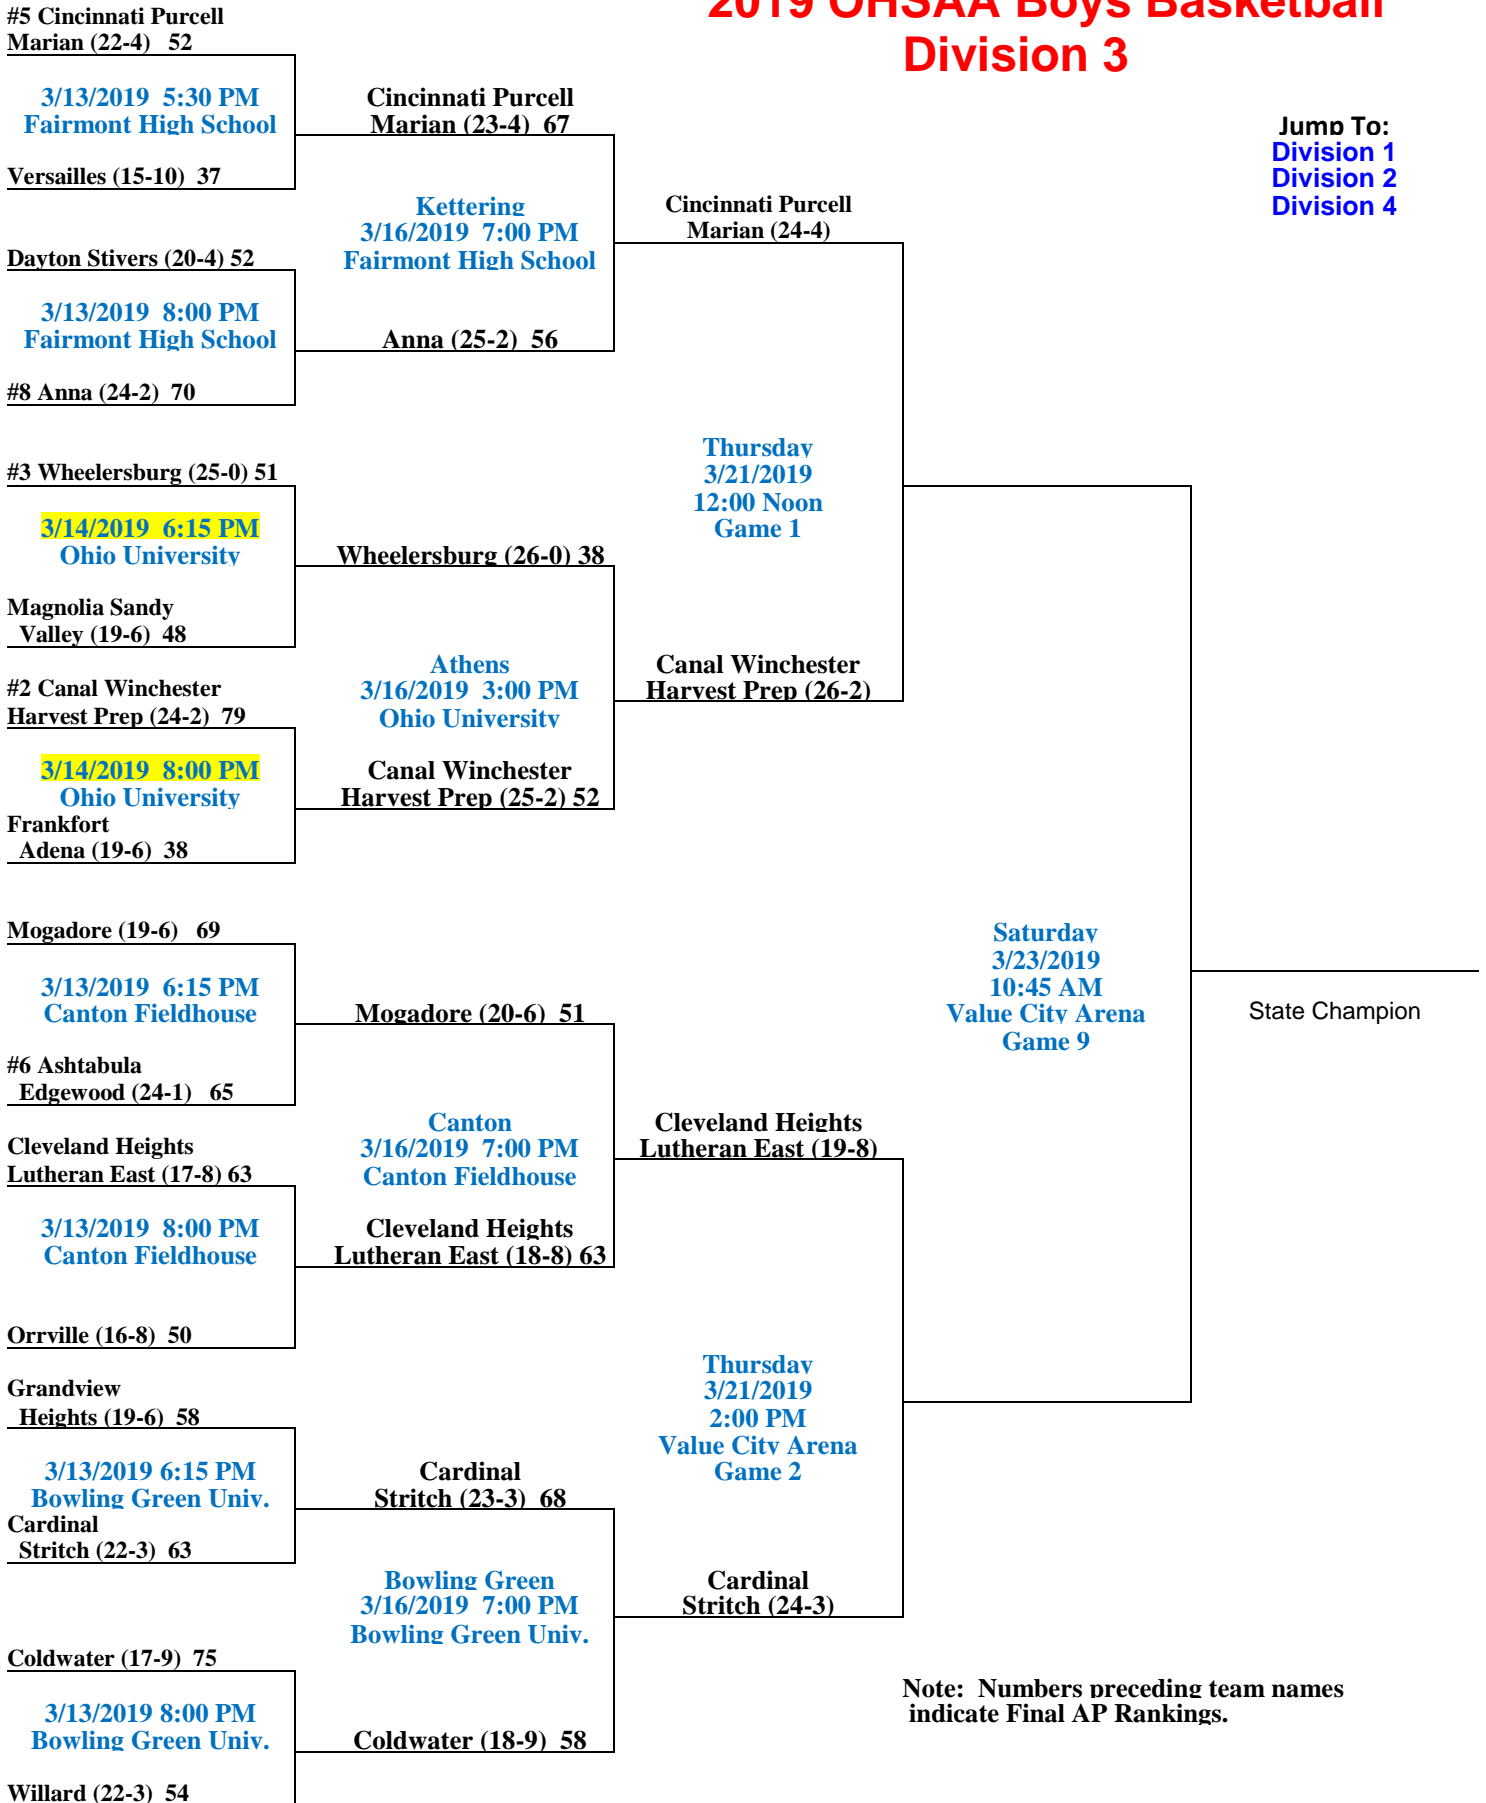 2019 OHSAA Boys Basketball
Division 3
Jump To:
Division 1
Division 2
Division 4
#5 Cincinnati Purcell
Marian (22-4) 52
3/13/2019 5:30 PM
Fairmont High School
Versailles (15-10) 37
Dayton Stivers (20-4) 52
3/13/2019 8:00 PM
Fairmont High School
#8 Anna (24-2) 70
#3 Wheelersburg (25-0) 51
3/14/2019 6:15 PM
Ohio University
Magnolia Sandy
Valley (19-6) 48
#2 Canal Winchester
Harvest Prep (24-2) 79
3/14/2019 8:00 PM
Ohio University
Frankfort
Adena (19-6) 38
Mogadore (19-6) 69
3/13/2019 6:15 PM
Canton Fieldhouse
#6 Ashtabula
Edgewood (24-1) 65
Cleveland Heights
Lutheran East (17-8) 63
3/13/2019 8:00 PM
Canton Fieldhouse
Orrville (16-8) 50
Grandview
Heights (19-6) 58
3/13/2019 6:15 PM
Bowling Green Univ.
Cardinal
Stritch (22-3) 63
Coldwater (17-9) 75
3/13/2019 8:00 PM
Bowling Green Univ.
Willard (22-3) 54
Cincinnati Purcell
Marian (23-4) 67
Kettering
3/16/2019 7:00 PM
Fairmont High School
Anna (25-2) 56
Wheelersburg (26-0) 38
Athens
3/16/2019 3:00 PM
Ohio University
Canal Winchester
Harvest Prep (25-2) 52
Mogadore (20-6) 51
Canton
3/16/2019 7:00 PM
Canton Fieldhouse
Cleveland Heights
Lutheran East (18-8) 63
Cardinal
Stritch (23-3) 68
Bowling Green
3/16/2019 7:00 PM
Bowling Green Univ.
Coldwater (18-9) 58
Cincinnati Purcell
Marian (24-4)
Thursday
3/21/2019
12:00 Noon
Game 1
Canal Winchester
Harvest Prep (26-2)
Cleveland Heights
Lutheran East (19-8)
Thursday
3/21/2019
2:00 PM
Value City Arena
Game 2
Cardinal
Stritch (24-3)
Saturday
3/23/2019
10:45 AM
Value City Arena
Game 9
State Champion
Note: Numbers preceding team names
indicate Final AP Rankings.